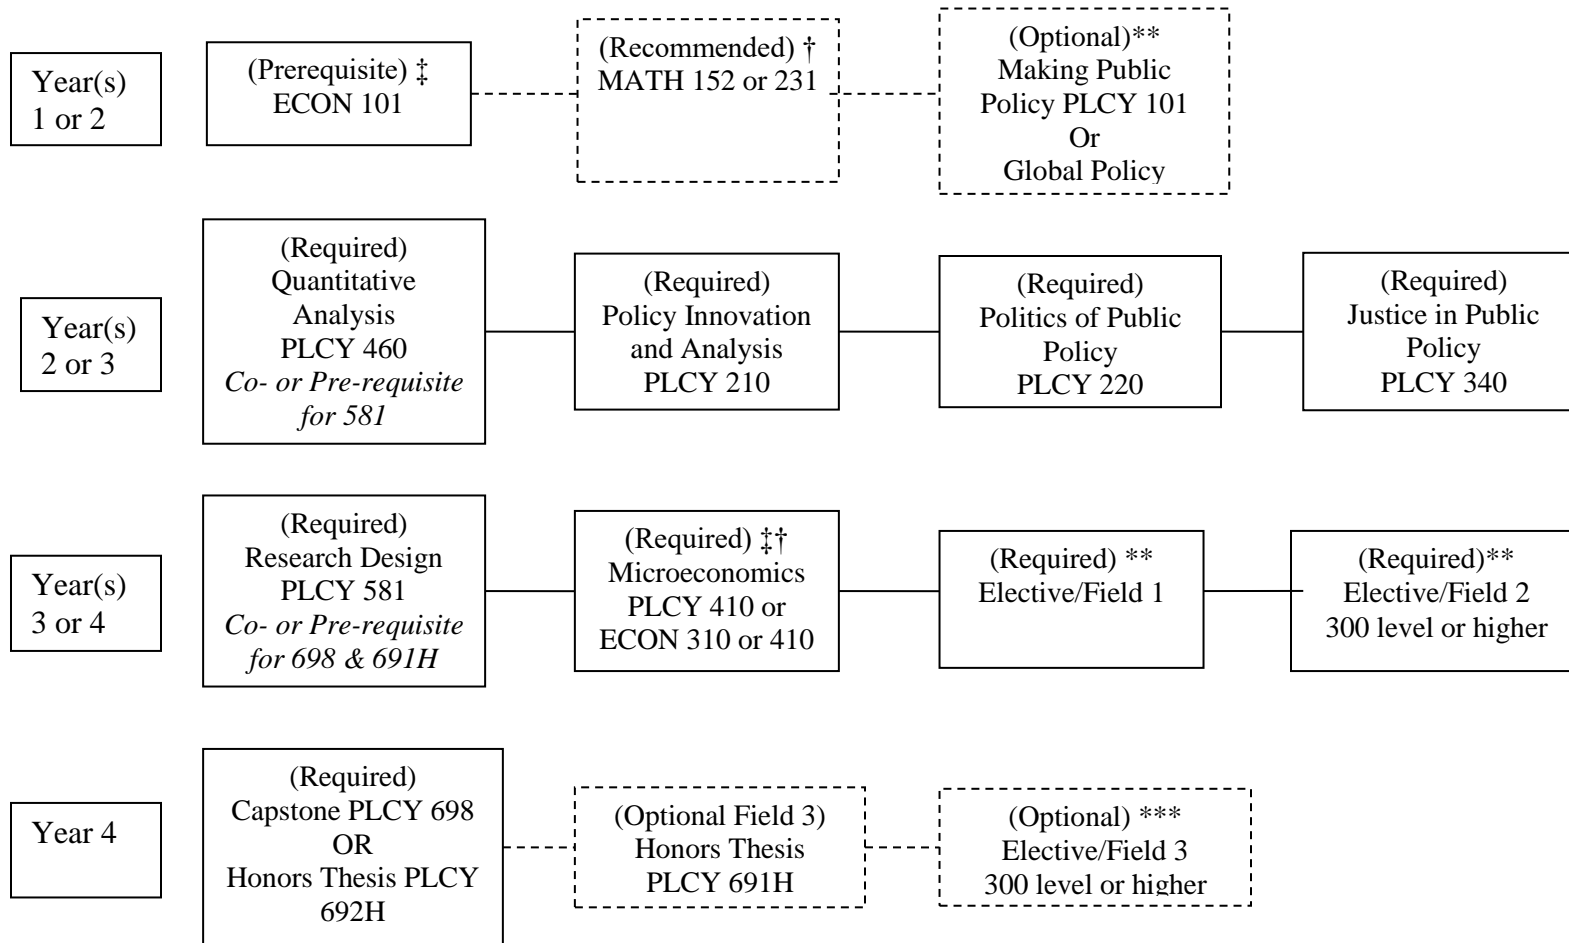 Year(s)
1 or 2
(Prerequisite) ‡
ECON 101
(Recommended) †
MATH 152 or 231
(Optional)**
Making Public
Policy PLCY 101
Or
Global Policy
Year(s)
2 or 3
(Required)
Quantitative
Analysis
PLCY 460
Co- or Pre-requisite
for 581
(Required)
Policy Innovation
and Analysis
PLCY 210
(Required)
Politics of Public
Policy
PLCY 220
(Required)
Justice in Public
Policy
PLCY 340
Year(s)
3 or 4
(Required)
Research Design
PLCY 581
Co- or Pre-requisite
for 698 & 691H
(Required) ‡†
Microeconomics
PLCY 410 or
ECON 310 or 410
(Required) **
Elective/Field 1
(Required)**
Elective/Field 2
300 level or higher
Year 4
(Required)
Capstone PLCY 698
OR
Honors Thesis PLCY
692H
(Optional Field 3)
Honors Thesis
PLCY 691H
(Optional) ***
Elective/Field 3
300 level or higher